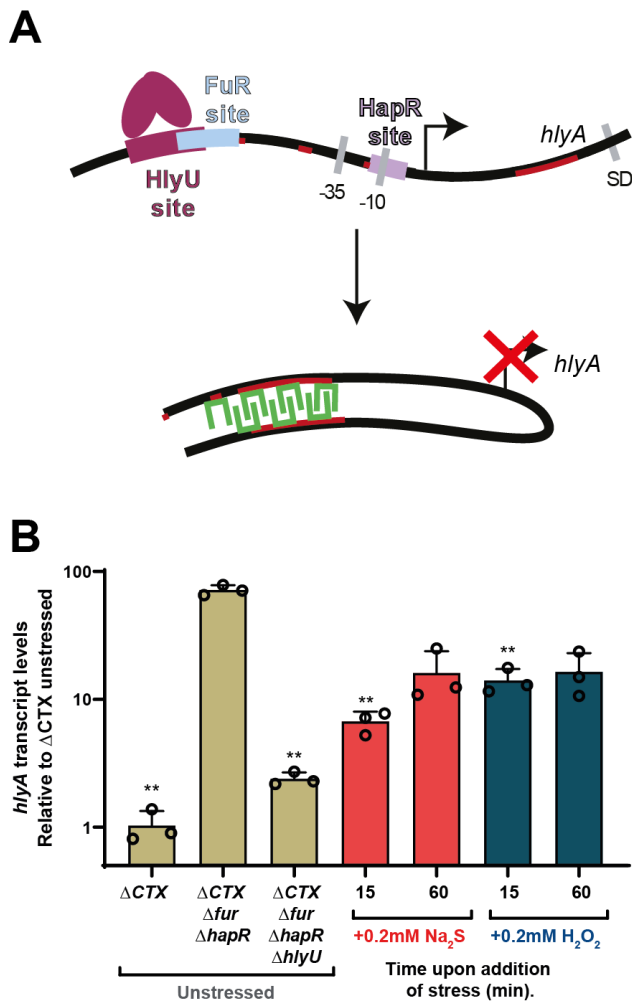 A
FuR
site
HapR
site
hlyA
HlyU
site
-35
-10
SD
hlyA
B
hlyA transcript levels
Relative to ΔCTX unstressed
100
10
1
**
**
**
**
ΔCTX
ΔCTX
Δfur
ΔhapR
ΔCTX
Δfur
ΔhapR
ΔhlyU
15
60
15
60
+0.2mM Na₂S
+0.2mM H₂O₂
Unstressed
Time upon addition
of stress (min).